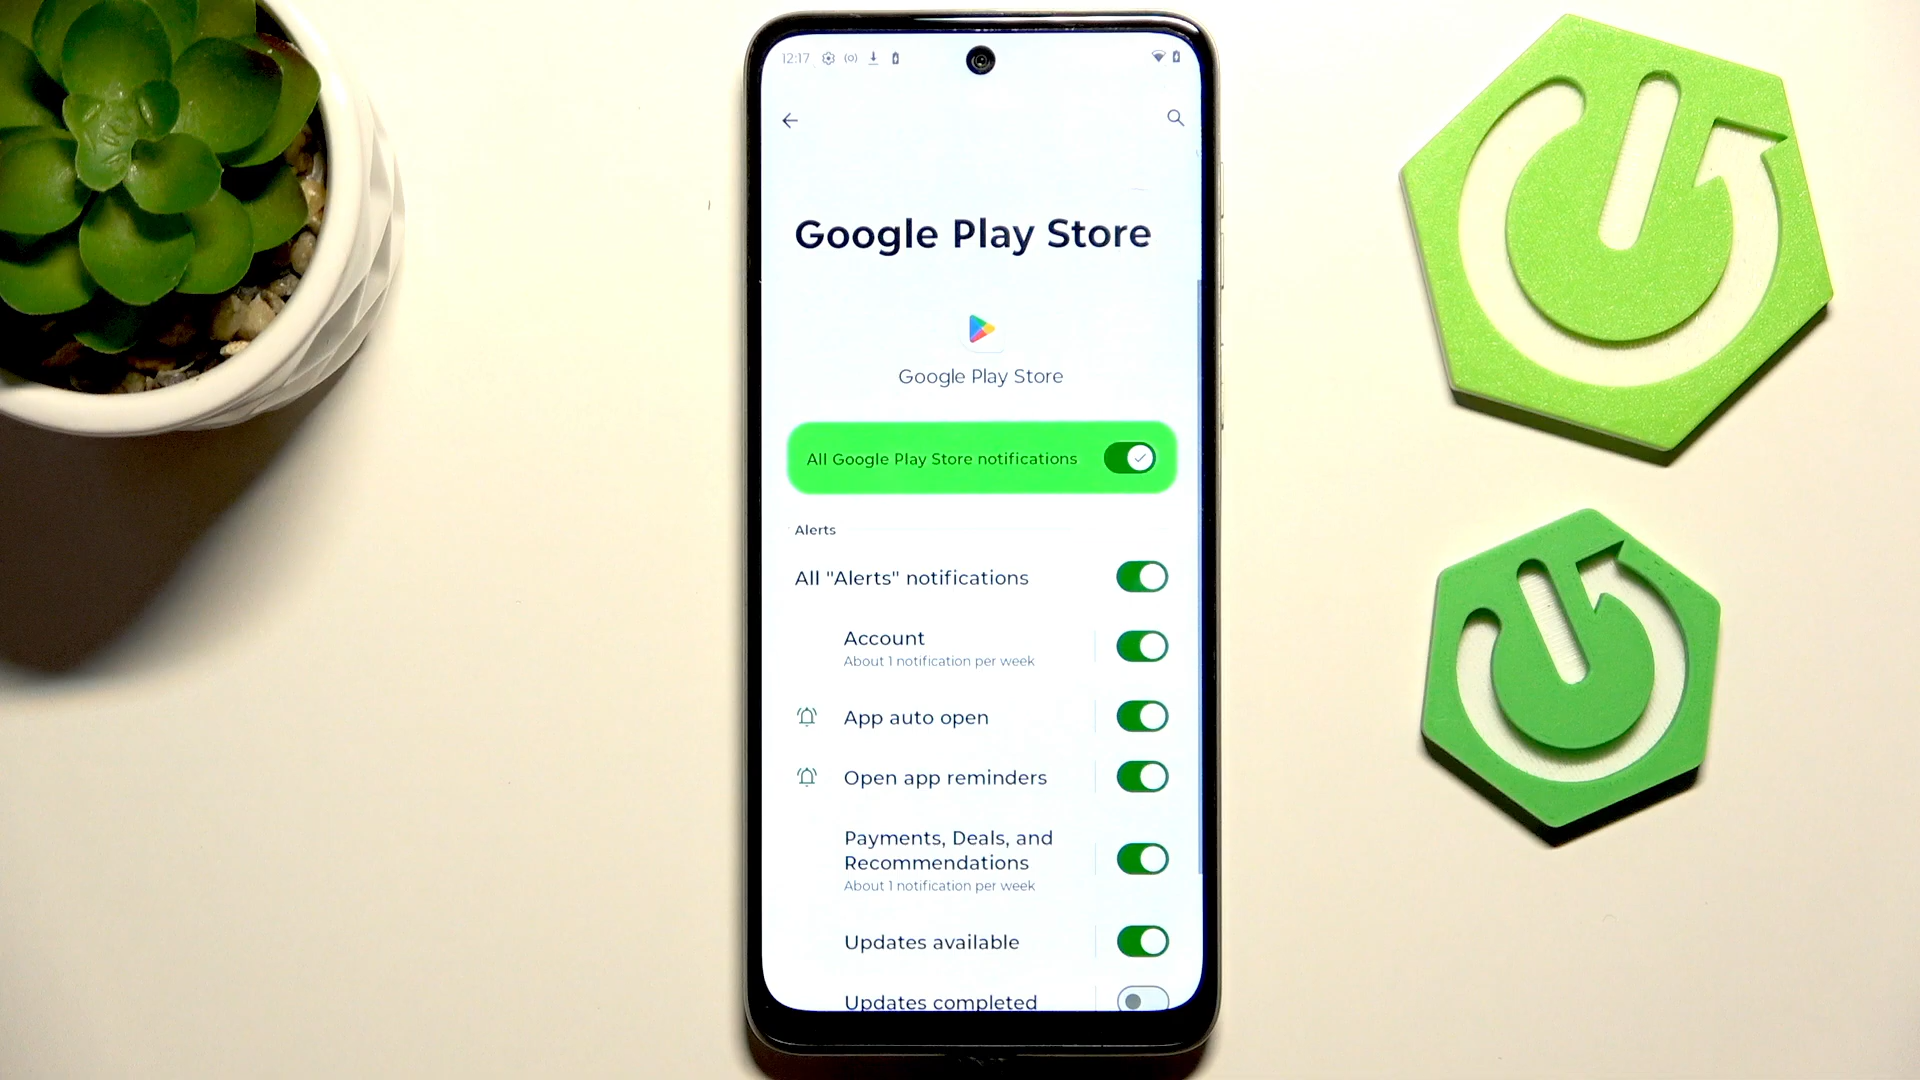 12:17
Google Play Store
Google Play Store
All Google Play Store notifications
Alerts
All "Alerts" notifications
Account
About 1 notification per week
App auto open
Open app reminders
Payments, Deals, and
Recommendations
About 1 notification per week
Updates available
Updates completed